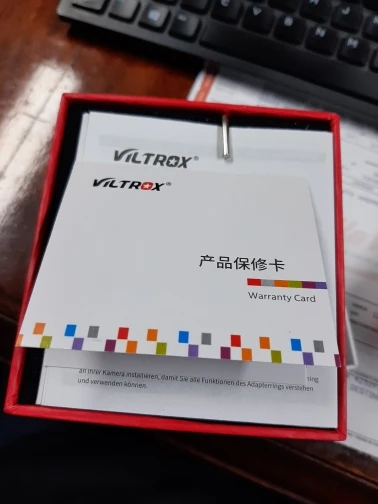 VILTROX®
VILTROX®
产品保修卡
Warranty Card
an Ihrer Kamera installieren, damit Sie alle Funktionen des Adapterrings verstehen
und verwenden können.